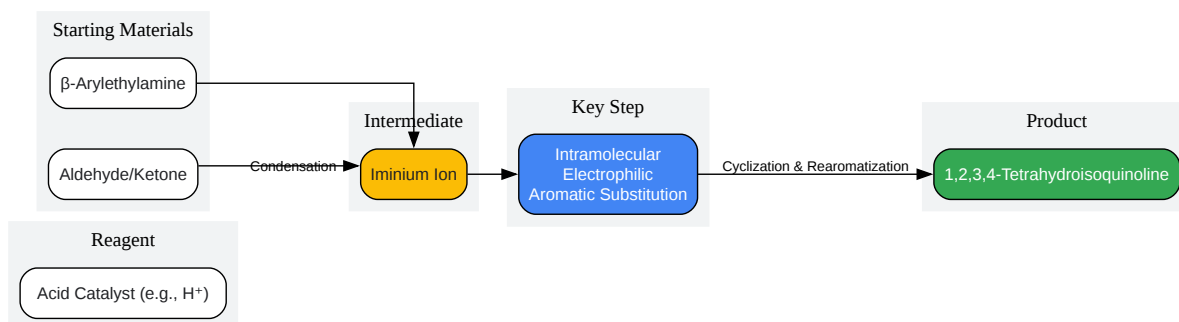 Starting Materials
β-Arylethylamine
Aldehyde/Ketone
Condensation
Reagent
Acid Catalyst (e.g., H⁺)
Intermediate
Iminium Ion
Key Step
Intramolecular
Electrophilic
Aromatic Substitution
Cyclization & Rearomatization
Product
1,2,3,4-Tetrahydroisoquinoline